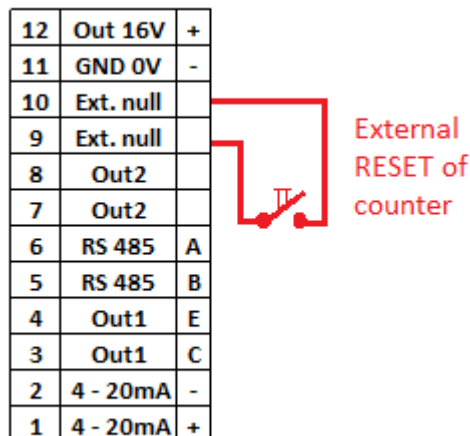 12 Out 16V +
11 GND 0V -
10 Ext. null
9 Ext. null
8 Out2
7 Out2
6 RS 485 A
5 RS 485 B
4 Out1 E
3 Out1 C
2 4 - 20mA -
1 4 - 20mA +
External
RESET of
counter